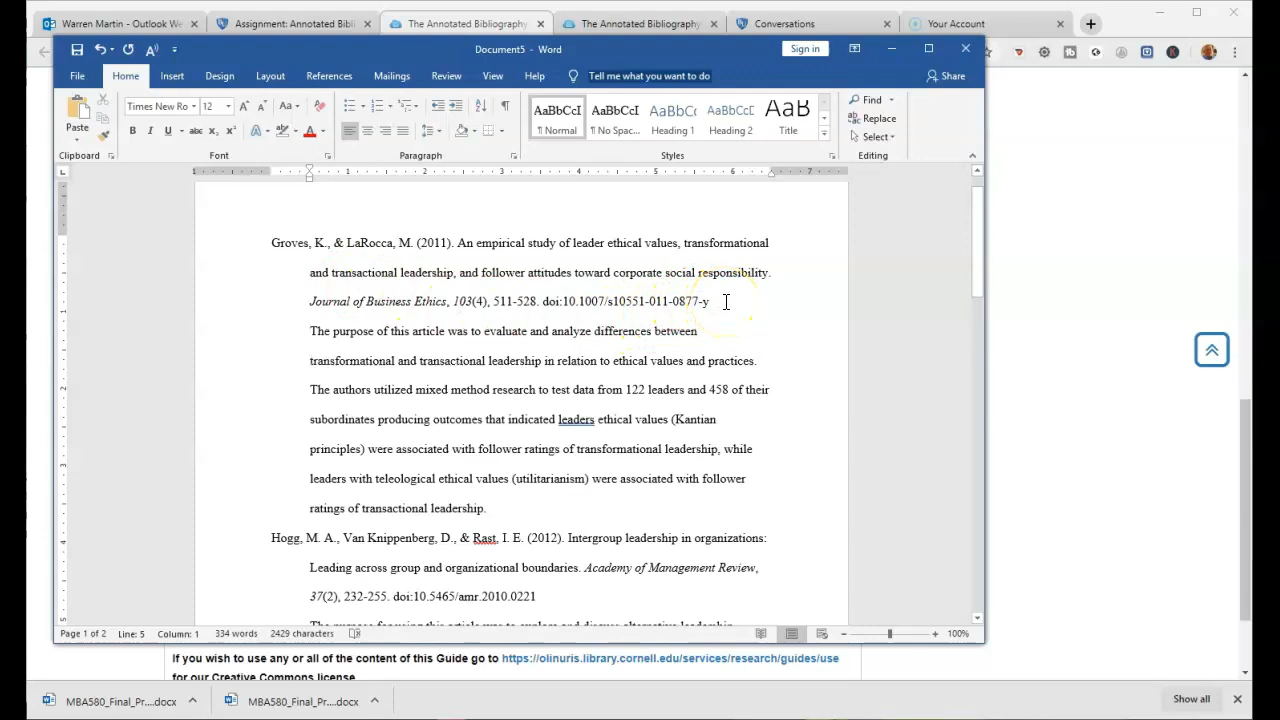 Warren Martin - Outlook We
Assignment: Annotated Bibli
The Annotated Bibliography
The Annotated Bibliography
Conversations
Your Account
Document5 - Word
Sign in
File Home Insert Design Layout References Mailings Review View Help Tell me what you want to do Share
Times New Ro 12
Aa
AaBbCcI AaBbCcI AaBbCc AaBbCcC AaB
¶ Normal ¶ No Spac... Heading 1 Heading 2 Title
Find
Replace
Select
Paste
Clipboard Font Paragraph Styles Editing
1 1 2 3 4 5 6 7
Groves, K., & LaRocca, M. (2011). An empirical study of leader ethical values, transformational
and transactional leadership, and follower attitudes toward corporate social responsibility.
Journal of Business Ethics, 103(4), 511-528. doi:10.1007/s10551-011-0877-y
The purpose of this article was to evaluate and analyze differences between
transformational and transactional leadership in relation to ethical values and practices.
The authors utilized mixed method research to test data from 122 leaders and 458 of their
subordinates producing outcomes that indicated leaders ethical values (Kantian
principles) were associated with follower ratings of transformational leadership, while
leaders with teleological ethical values (utilitarianism) were associated with follower
ratings of transactional leadership.
Hogg, M. A., Van Knippenberg, D., & Rast, I. E. (2012). Intergroup leadership in organizations:
Leading across group and organizational boundaries. Academy of Management Review,
37(2), 232-255. doi:10.5465/amr.2010.0221
The purpose for using this article was to explore and discuss alternative leadership
Page 1 of 2 Line: 5 Column: 1 334 words 2429 characters 100%
If you wish to use any or all of the content of this Guide go to https://olinuris.library.cornell.edu/services/research/guides/use
for our Creative Commons license
MBA580_Final_Pr....docx
MBA580_Final_Pr....docx
Show all